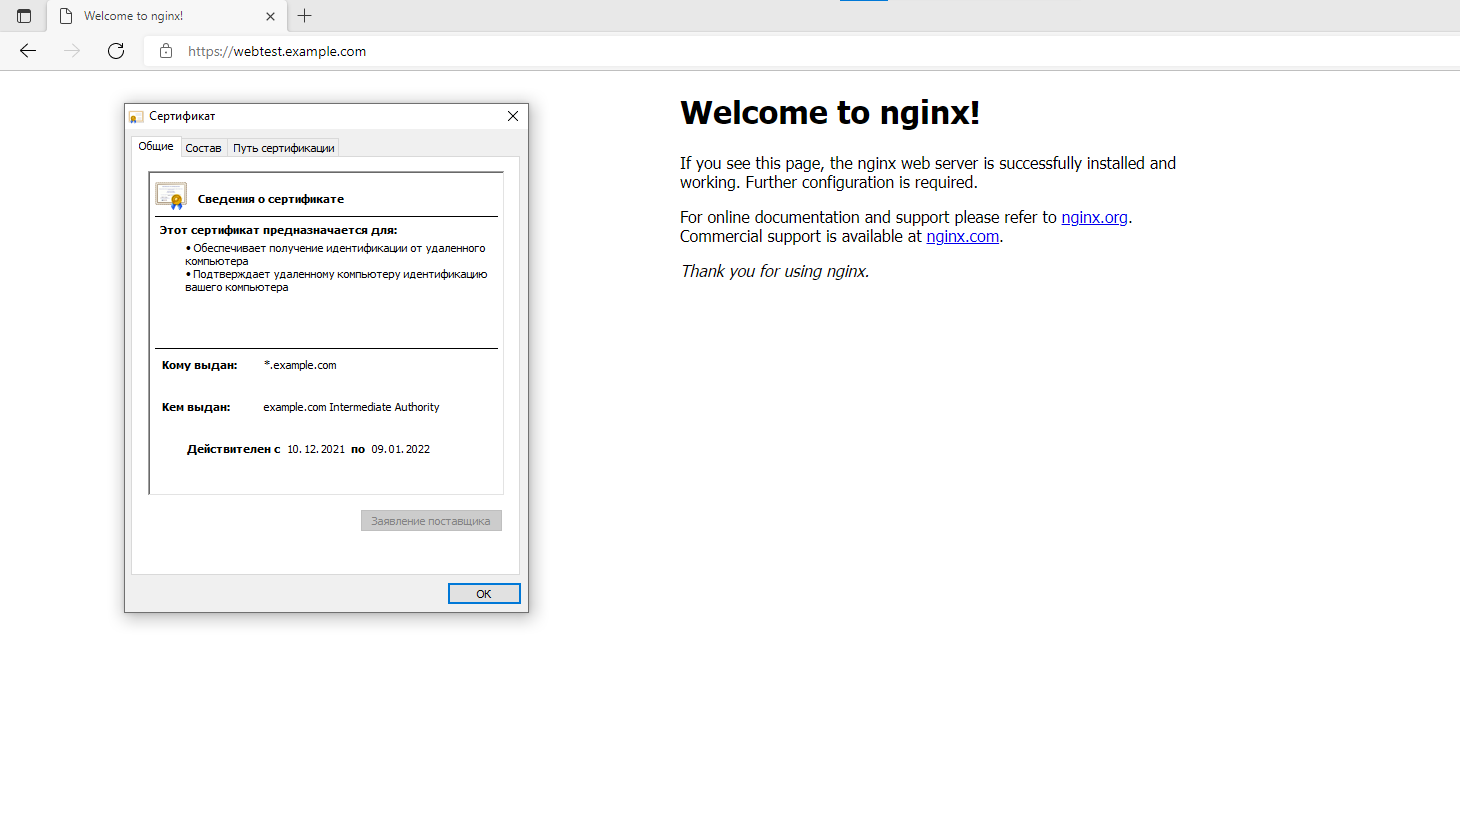 Welcome to nginx!
https://webtest.example.com
Сертификат
Общие
Состав
Путь сертификации
Сведения о сертификате
Этот сертификат предназначается для:
• Обеспечивает получение идентификации от удаленного
компьютера
• Подтверждает удаленному компьютеру идентификацию
вашего компьютера
Кому выдан: *.example.com
Кем выдан: example.com Intermediate Authority
Действителен с 10.12.2021 по 09.01.2022
Заявление поставщика
OK
Welcome to nginx!
If you see this page, the nginx web server is successfully installed and
working. Further configuration is required.
For online documentation and support please refer to nginx.org.
Commercial support is available at nginx.com.
Thank you for using nginx.